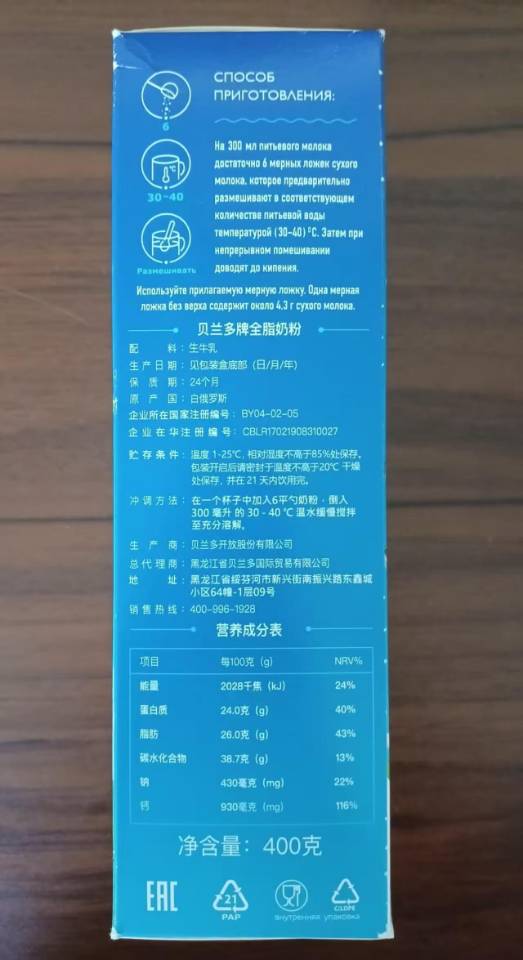 СПОСОБ
ПРИГОТОВЛЕНИЯ:
6
30-40
Размешивать
На 300 мл питьевого молока
достаточно 6 мерных ложек сухого
молока, которое предварительно
размешивают в соответствующем
количестве питьевой воды
температурой (30-40) ºС. Затем при
непрерывном помешивании
доводят до кипения.
Используйте прилагаемую мерную ложку. Одна мерная
ложка без верха содержит около 4,3 г сухого молока.
贝兰多牌全脂奶粉
配 料：生牛乳
生产日期：见包装盒底部（日/月/年）
保 质 期：24个月
原 产 国：白俄罗斯
企业所在国家注册编号：BY04-02-05
企业在华注册编号：CBLR17021908310027
贮存条件：温度 1-25℃, 相对湿度不高于85%处保存。
包装开启后请密封于温度不高于20℃ 干燥
处保存, 并在 21 天内饮用完。
冲调方法：在一个杯子中加入6平勺奶粉，倒入
300 毫升 的 30 - 40 ℃ 温水缓慢搅拌
至充分溶解。
生 产 商：贝兰多开放股份有限公司
总代理商：黑龙江省贝兰多国际贸易有限公司
地 址：黑龙江省绥芬河市新兴街南振兴路东鑫城
小区64幢-1层09号
销售热线：400-996-1928
营养成分表
项目 每100克（g） NRV%
能量 2028千焦（kJ） 24%
蛋白质 24.0克（g） 40%
脂肪 26.0克（g） 43%
碳水化合物 38.7克（g） 13%
钠 430毫克（mg） 22%
钙 930毫克（mg） 116%
净含量：400克
EAC
21
PAP
C/LDPE
внутренняя упаковка